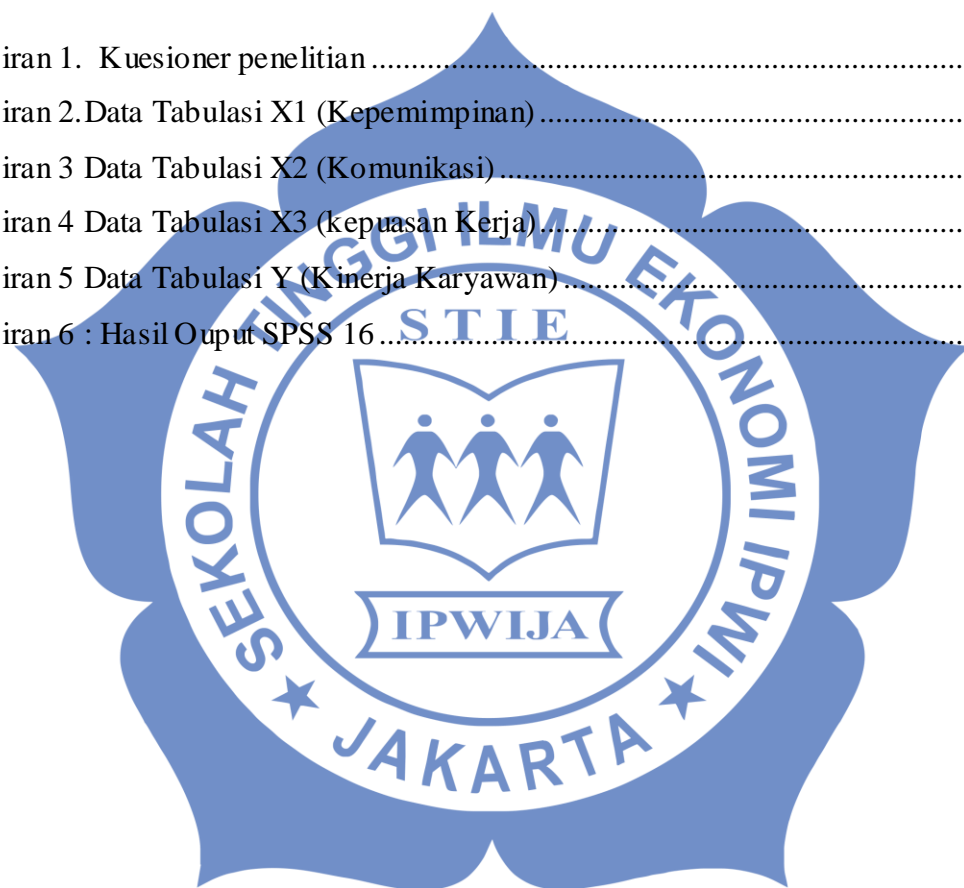 iran 1. Kuesioner penelitian ........................................................................
iran 2.Data Tabulasi X1 (Kepemimpinan) ....................................................
iran 3 Data Tabulasi X2 (Komunikasi) .........................................................
iran 4 Data Tabulasi X3 (kepuasan Kerja) ....................................................
iran 5 Data Tabulasi Y (Kinerja Karyawan) .................................................
iran 6 : Hasil Ouput SPSS 16 ........................................................................
SEKOLAH TINGGI ILMU EKONOMI IPWI
STIE
IPWIJA
★ JAKARTA ★